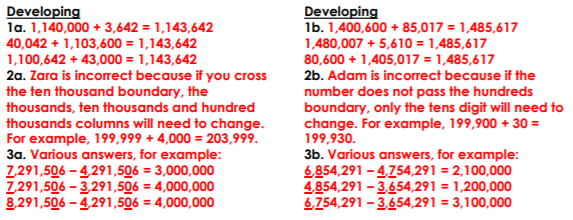 Developing
1a. 1,140,000 + 3,642 = 1,143,642
40,042 + 1,103,600 = 1,143,642
1,100,642 + 43,000 = 1,143,642
2a. Zara is incorrect because if you cross
the ten thousand boundary, the
thousands, ten thousands and hundred
thousands columns will need to change.
For example, 199,999 + 4,000 = 203,999.
3a. Various answers, for example:
7,291,506 – 4,291,506 = 3,000,000
7,291,506 – 3,291,506 = 4,000,000
8,291,506 – 4,291,506 = 4,000,000
Developing
1b. 1,400,600 + 85,017 = 1,485,617
1,480,007 + 5,610 = 1,485,617
80,600 + 1,405,017 = 1,485,617
2b. Adam is incorrect because if the
number does not pass the hundreds
boundary, only the tens digit will need to
change. For example, 199,900 + 30 =
199,930.
3b. Various answers, for example:
6,854,291 – 4,754,291 = 2,100,000
4,854,291 – 3,654,291 = 1,200,000
6,754,291 – 3,654,291 = 3,100,000